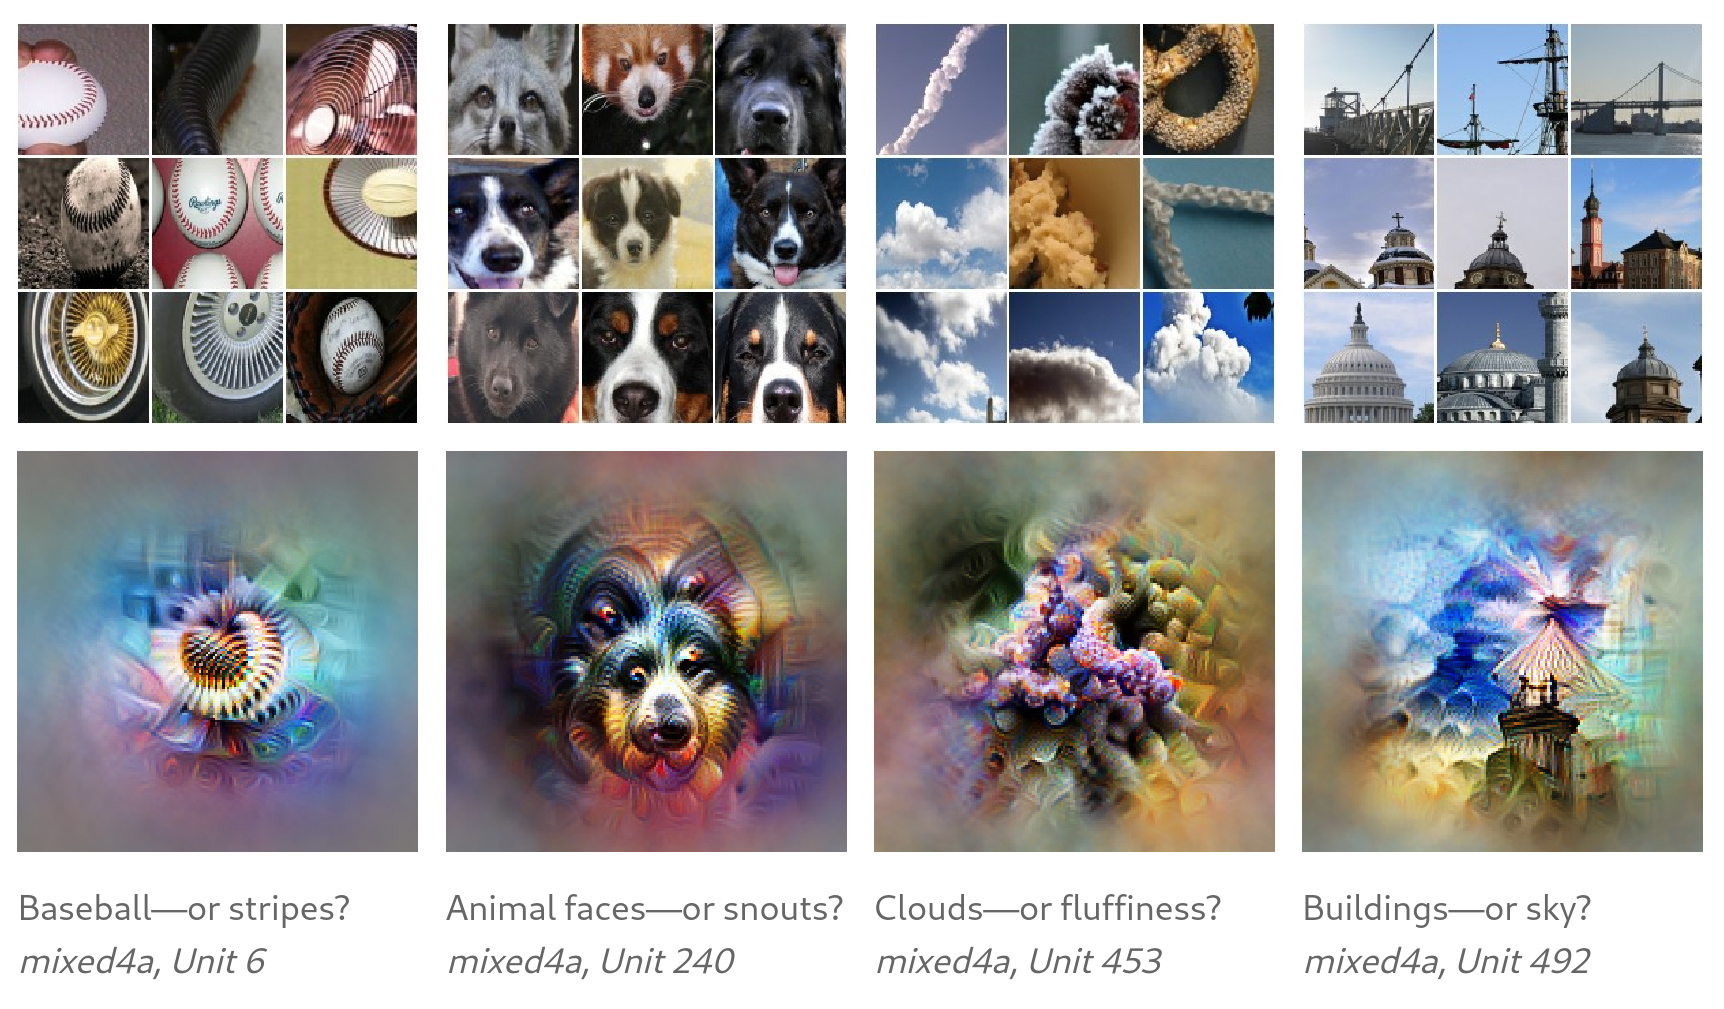 Rawlings
Baseball—or stripes?
mixed4a, Unit 6
Animal faces—or snouts?
mixed4a, Unit 240
Clouds—or fluffiness?
mixed4a, Unit 453
Buildings—or sky?
mixed4a, Unit 492